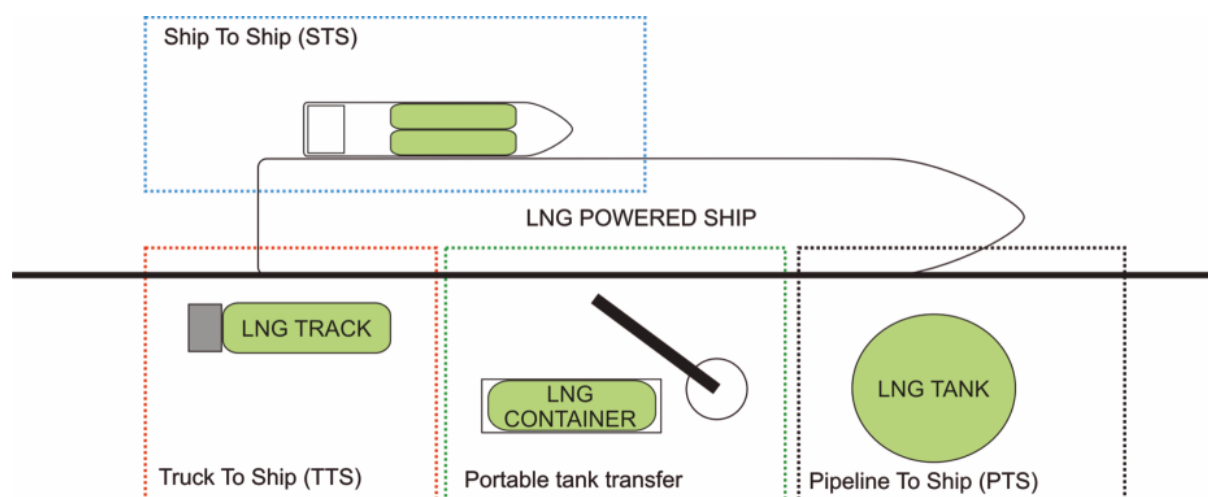 Ship To Ship (STS)
LNG POWERED SHIP
LNG TRACK
LNG
CONTAINER
LNG TANK
Truck To Ship (TTS)
Portable tank transfer
Pipeline To Ship (PTS)